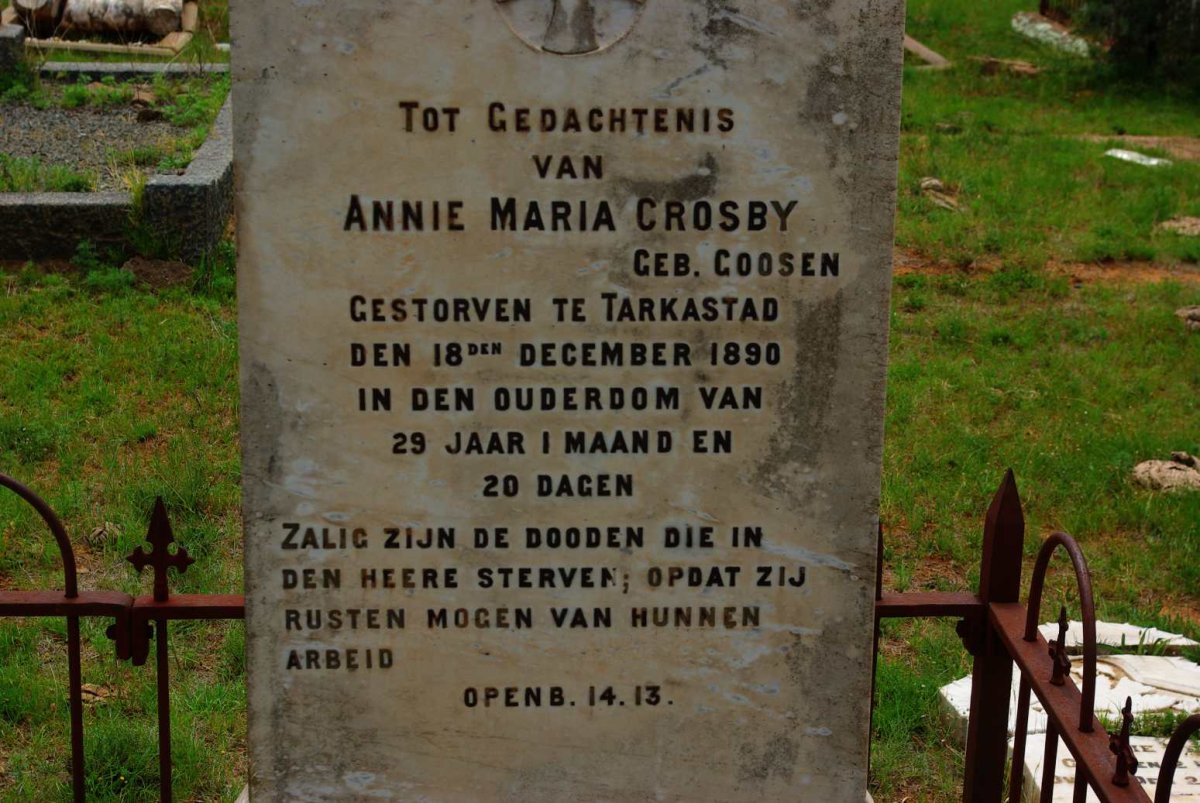 TOT GEDACHTENIS
VAN
ANNIE MARIA CROSBY
GEB. GOOSEN
GESTORVEN TE TARKASTAD
DEN 18DEN DECEMBER 1890
IN DEN OUDERDOM VAN
29 JAAR 1 MAAND EN
20 DAGEN
ZALIG ZIJN DE DOODEN DIE IN
DEN HEERE STERVEN; OPDAT ZIJ
RUSTEN MOGEN VAN HUNNEN
ARBEID
OPENB. 14.13.